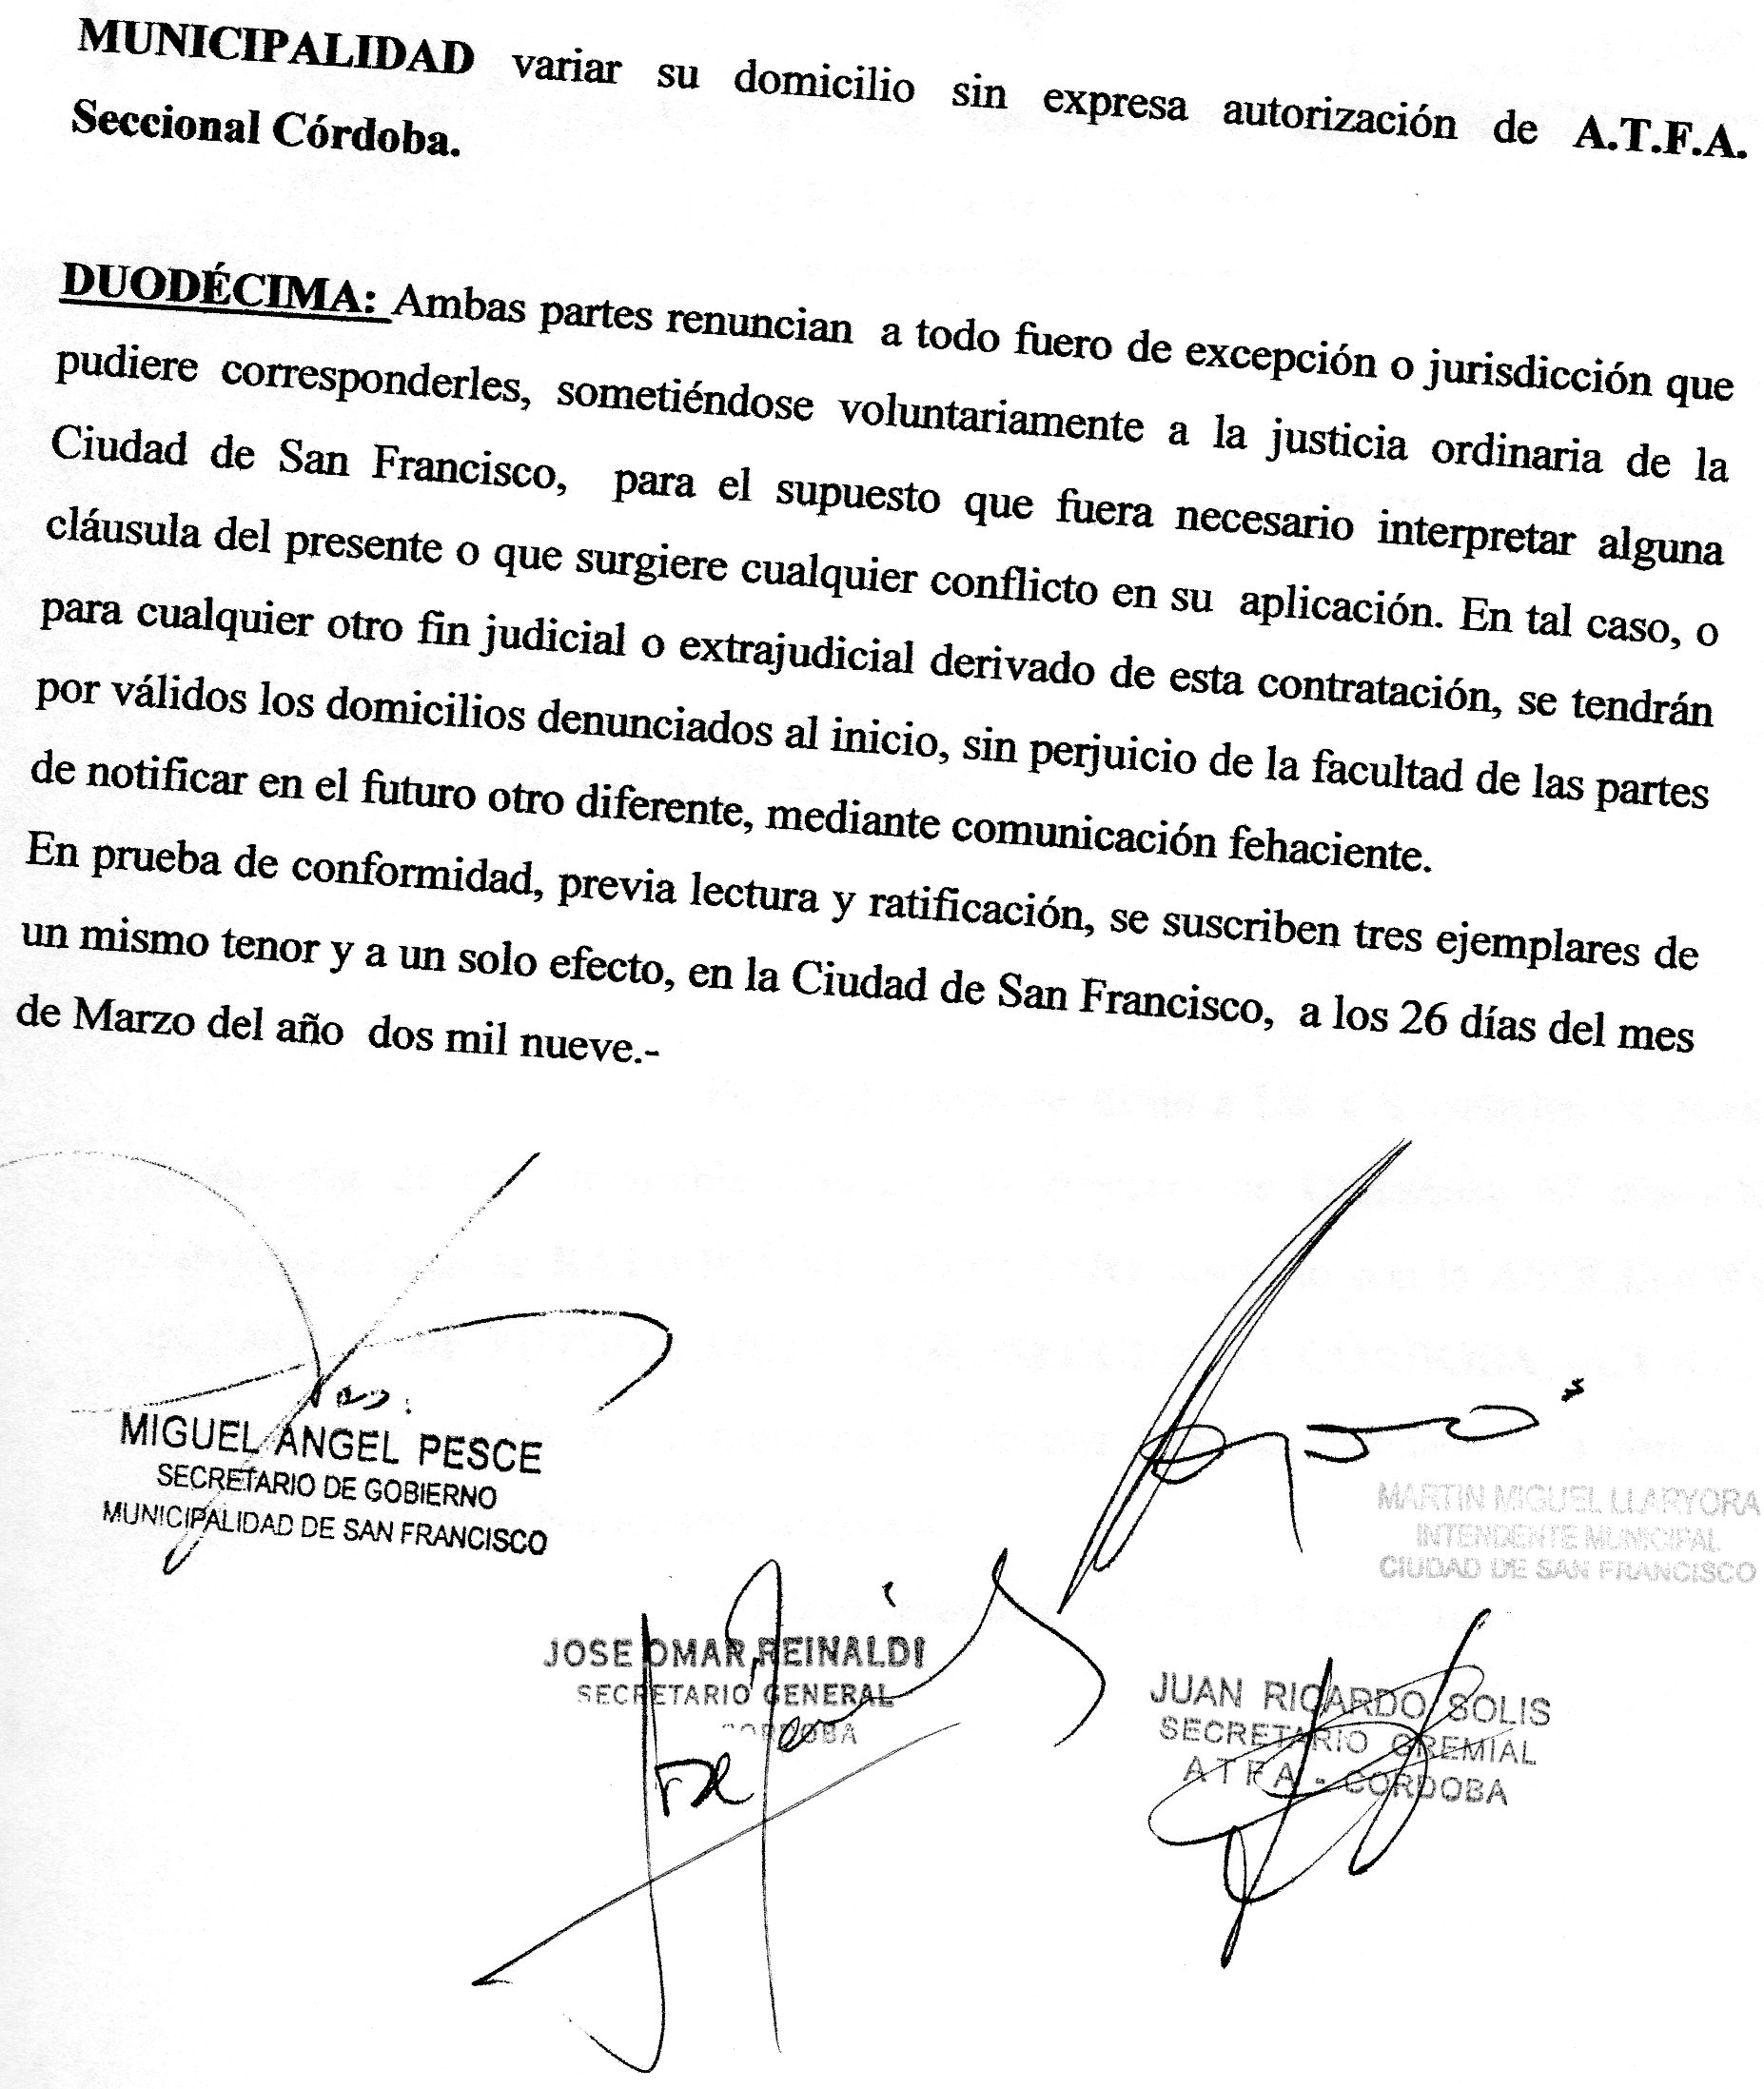 MUNICIPALIDAD variar su domicilio sin expresa autorización de A.T.F.A.
Seccional Córdoba.
DUODÉCIMA: Ambas partes renuncian a todo fuero de excepción o jurisdicción que
pudiere corresponderles, sometiéndose voluntariamente a la justicia ordinaria de la
Ciudad de San Francisco, para el supuesto que fuera necesario interpretar alguna
cláusula del presente o que surgiere cualquier conflicto en su aplicación. En tal caso, o
para cualquier otro fin judicial o extrajudicial derivado de esta contratación, se tendrán
por válidos los domicilios denunciados al inicio, sin perjuicio de la facultad de las partes
de notificar en el futuro otro diferente, mediante comunicación fehaciente.
En prueba de conformidad, previa lectura y ratificación, se suscriben tres ejemplares de
un mismo tenor y a un solo efecto, en la Ciudad de San Francisco, a los 26 días del mes
de Marzo del año dos mil nueve.-
MIGUEL ANGEL PESCE
SECRETARIO DE GOBIERNO
MUNICIPALIDAD DE SAN FRANCISCO
MARTIN MIGUEL LLARYORA
INTENDENTE MUNICIPAL
CIUDAD DE SAN FRANCISCO
JOSE OMAR REINALDI
SECRETARIO GENERAL
CORDOBA
JUAN RICARDO SOLIS
SECRETARIO GREMIAL
A T F A - CORDOBA